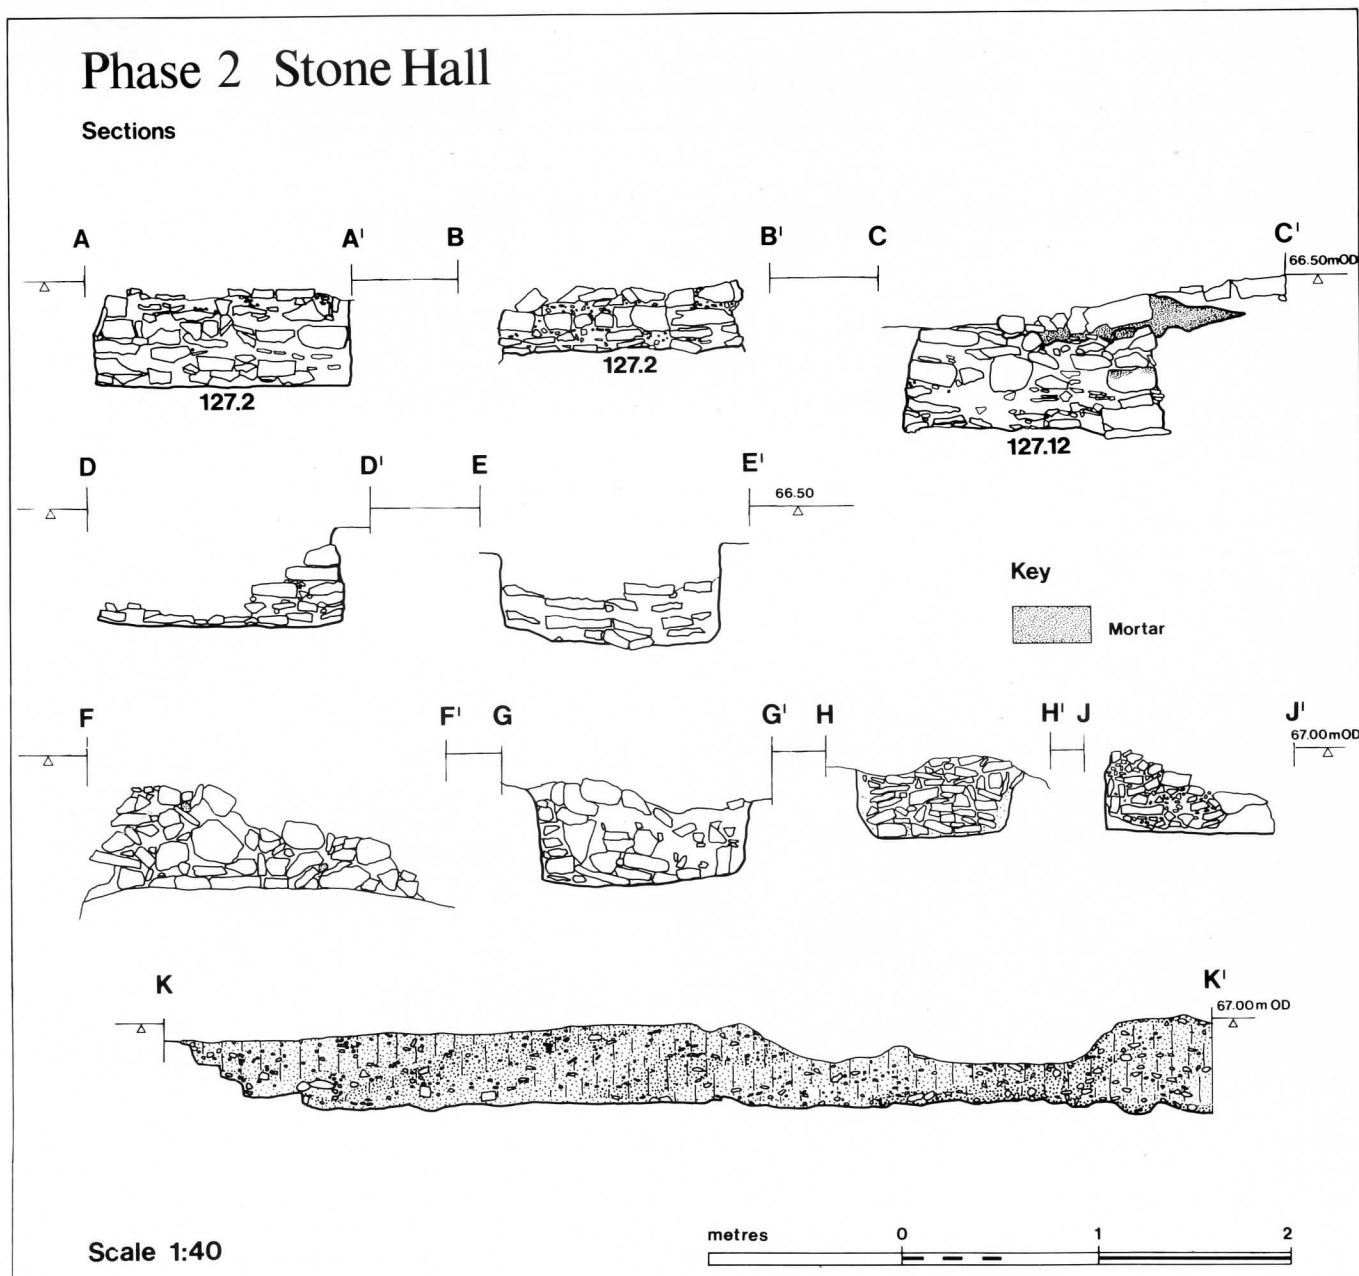 Phase 2 Stone Hall
Sections
A A' B B' C C'
66.50mOD
127.2 127.2 127.12
D D' E E'
66.50
Key
Mortar
F F' G G' H H' J J'
67.00mOD
K K'
67.00m OD
Scale 1:40
metres 0 1 2